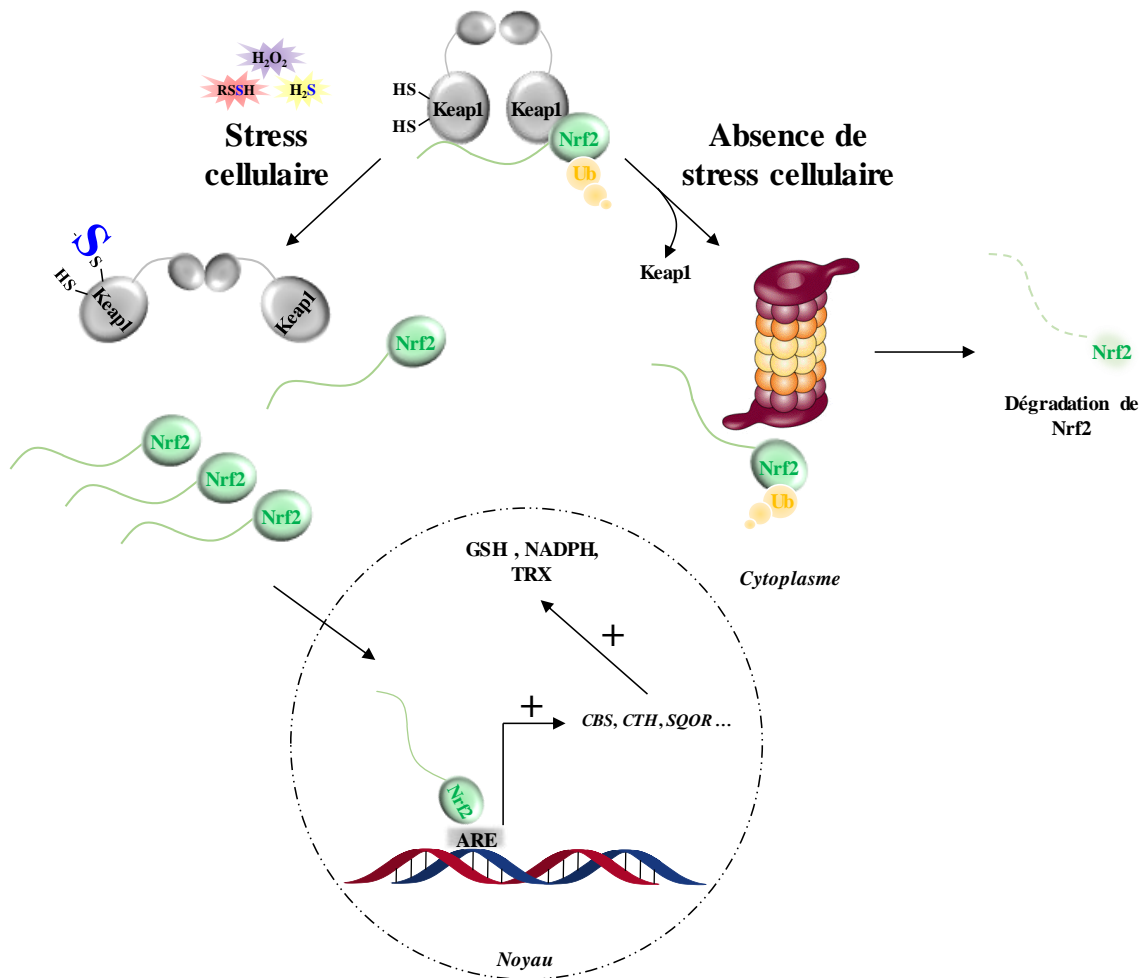 H₂O₂
RSSH
H₂S
Stress
cellulaire
HS
HS
Keap1
Keap1
Nrf2
Ub
Absence de
stress cellulaire
Keap1
-S
S
HS
Keap1
Keap1
Nrf2
Nrf2
Nrf2
Nrf2
Nrf2
Dégradation de
Nrf2
Nrf2
Ub
Cytoplasme
GSH , NADPH,
TRX
+
+
CBS, CTH, SQOR ...
Nrf2
ARE
Noyau